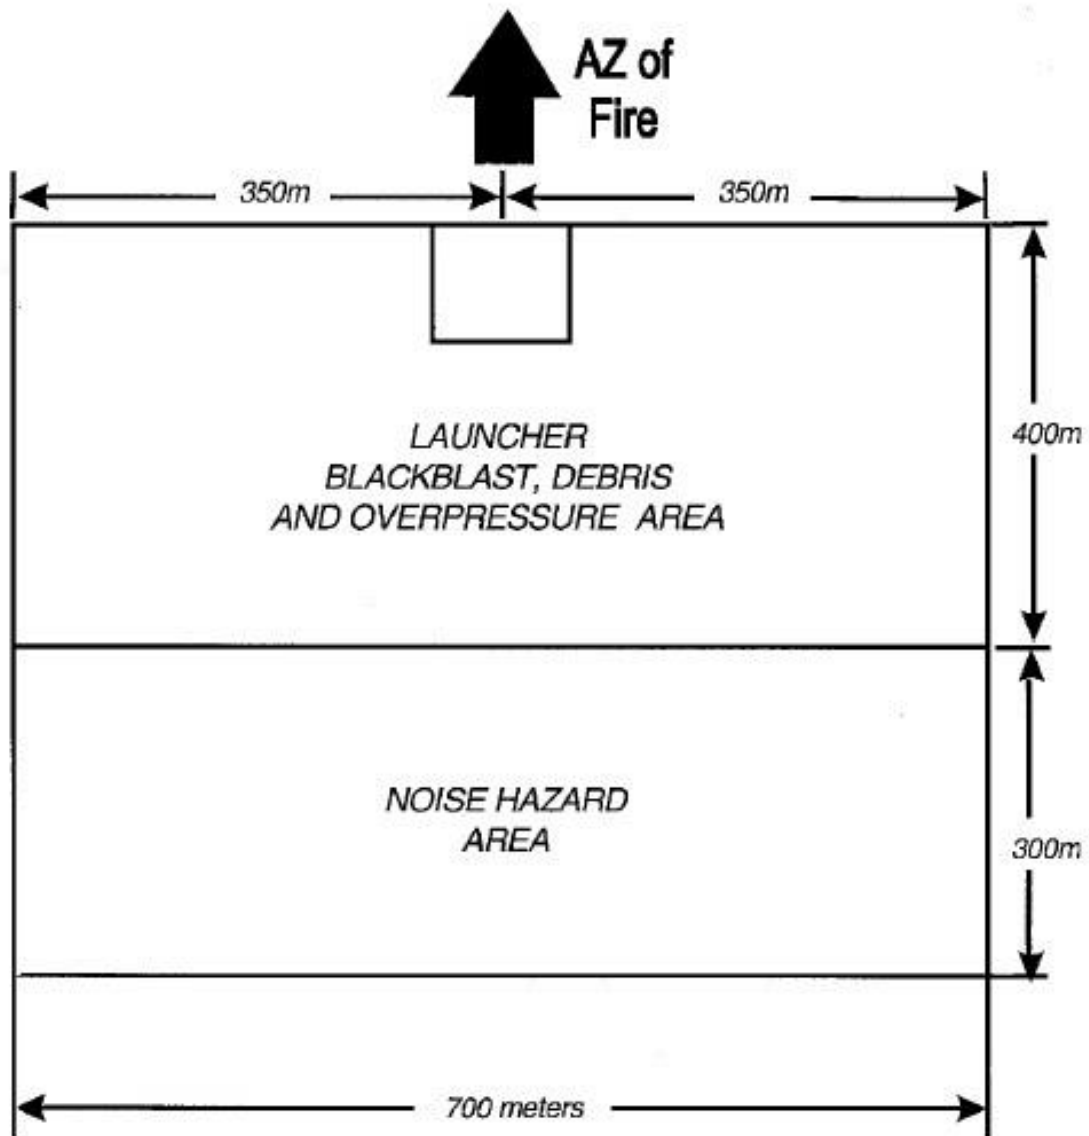 AZ of
Fire
350m
350m
LAUNCHER
BLACKBLAST, DEBRIS
AND OVERPRESSURE AREA
400m
NOISE HAZARD
AREA
300m
700 meters